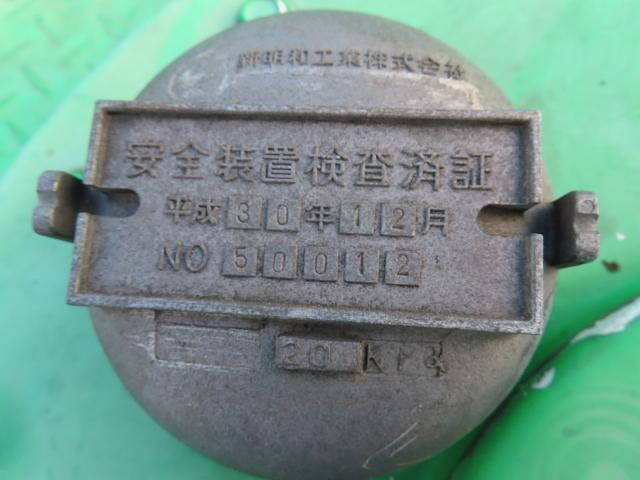 新明和工業株式会社
安全装置検査済証
平成30年12月
NO 50012
20